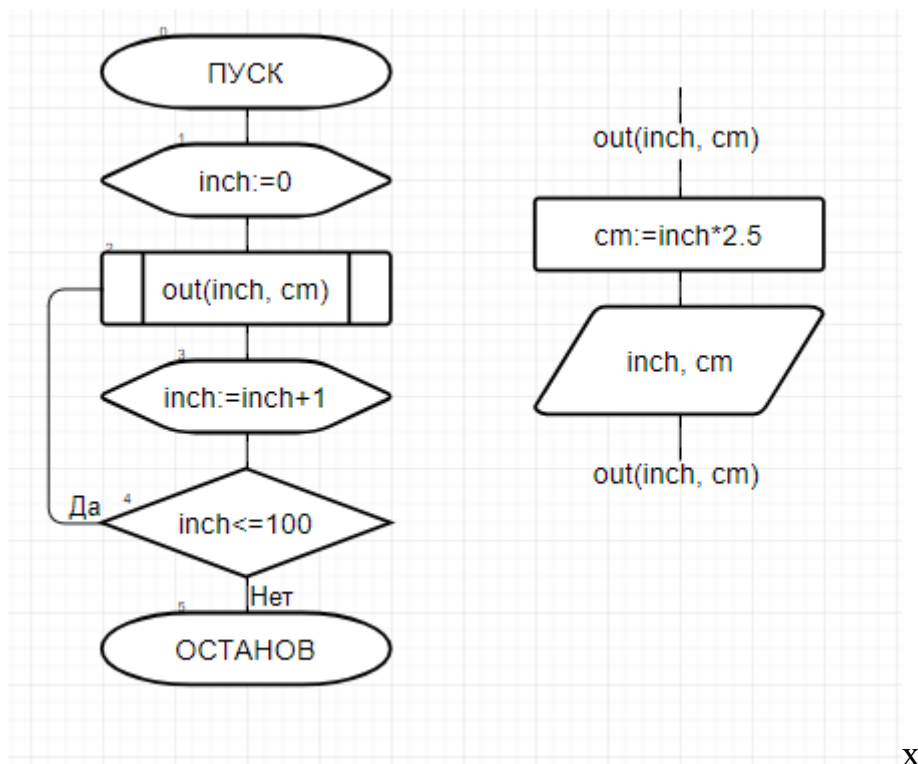 0
ПУСК
1
inch:=0
2
out(inch, cm)
3
inch:=inch+1
Да
4
inch<=100
Нет
5
ОСТАНОВ
out(inch, cm)
cm:=inch*2.5
inch, cm
out(inch, cm)
x